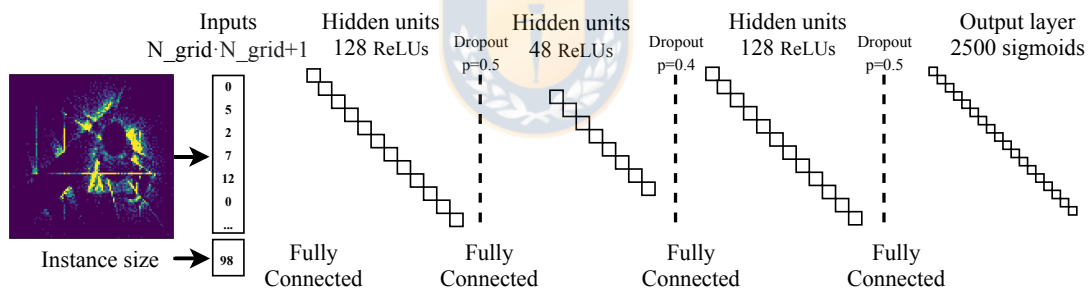 Inputs
N_grid·N_grid+1
Hidden units
128 ReLUs
Dropout
p=0.5
Hidden units
48 ReLUs
Dropout
p=0.4
Hidden units
128 ReLUs
Dropout
p=0.5
Output layer
2500 sigmoids
0
5
2
7
12
0
...
Instance size
98
Fully
Connected
Fully
Connected
Fully
Connected
Fully
Connected